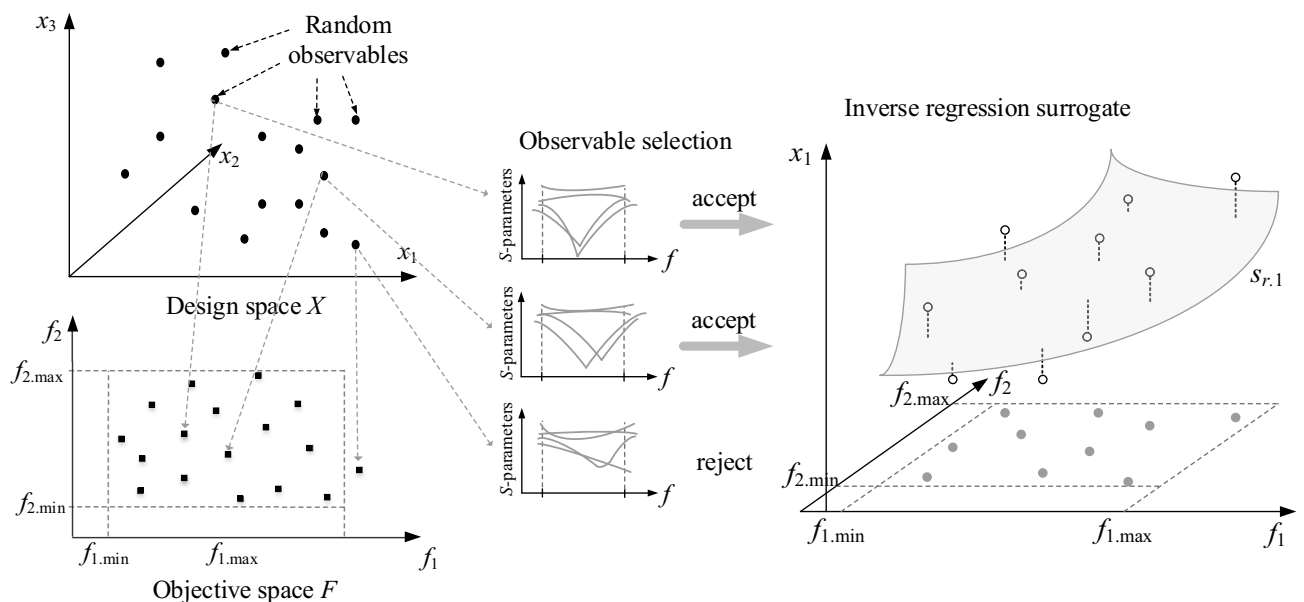 x3
Random
observables
x2
x1
Design space X
f2
f2.max
f2.min
f1.min
f1.max
f1
Objective space F
Observable selection
S-parameters
f
accept
S-parameters
f
accept
S-parameters
f
reject
Inverse regression surrogate
x1
sr.1
f2.max
f2
f2.min
f1.min
f1.max
f1